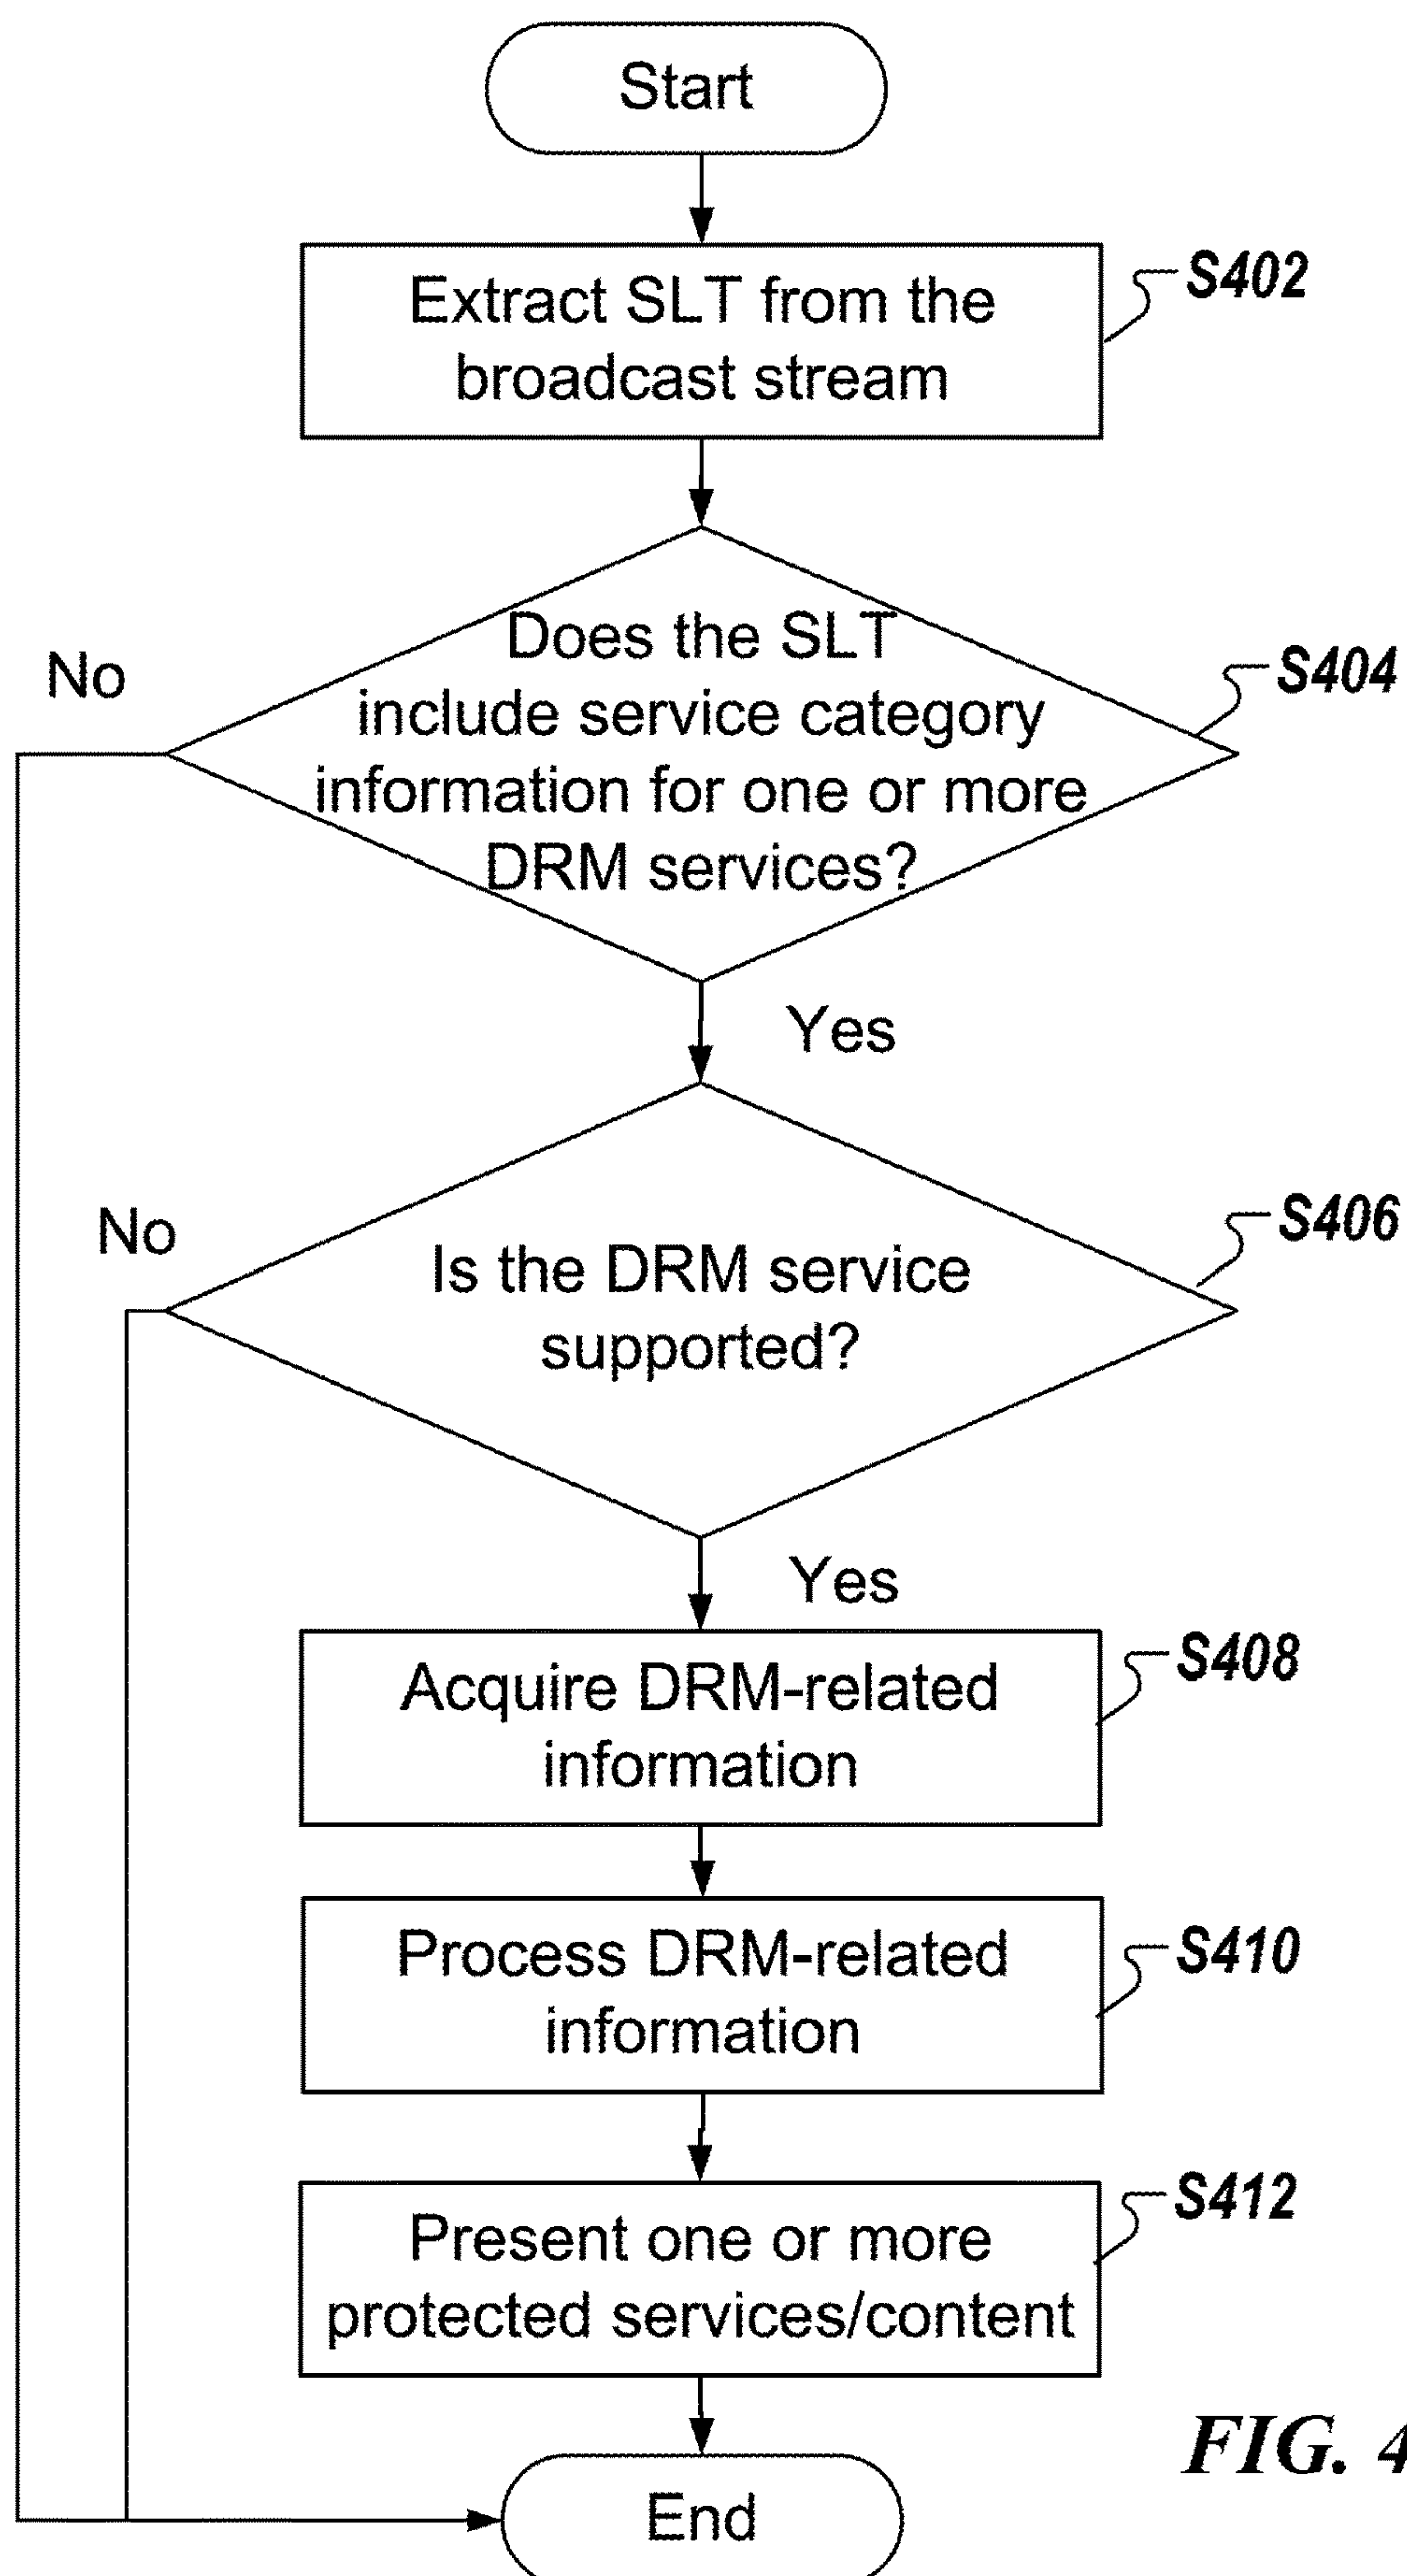 Start
Extract SLT from the
broadcast stream
S402
Does the SLT
include service category
information for one or more
DRM services?
No
S404
Yes
Is the DRM service
supported?
No
S406
Yes
Acquire DRM-related
information
S408
Process DRM-related
information
S410
Present one or more
protected services/content
S412
End
FIG. 4